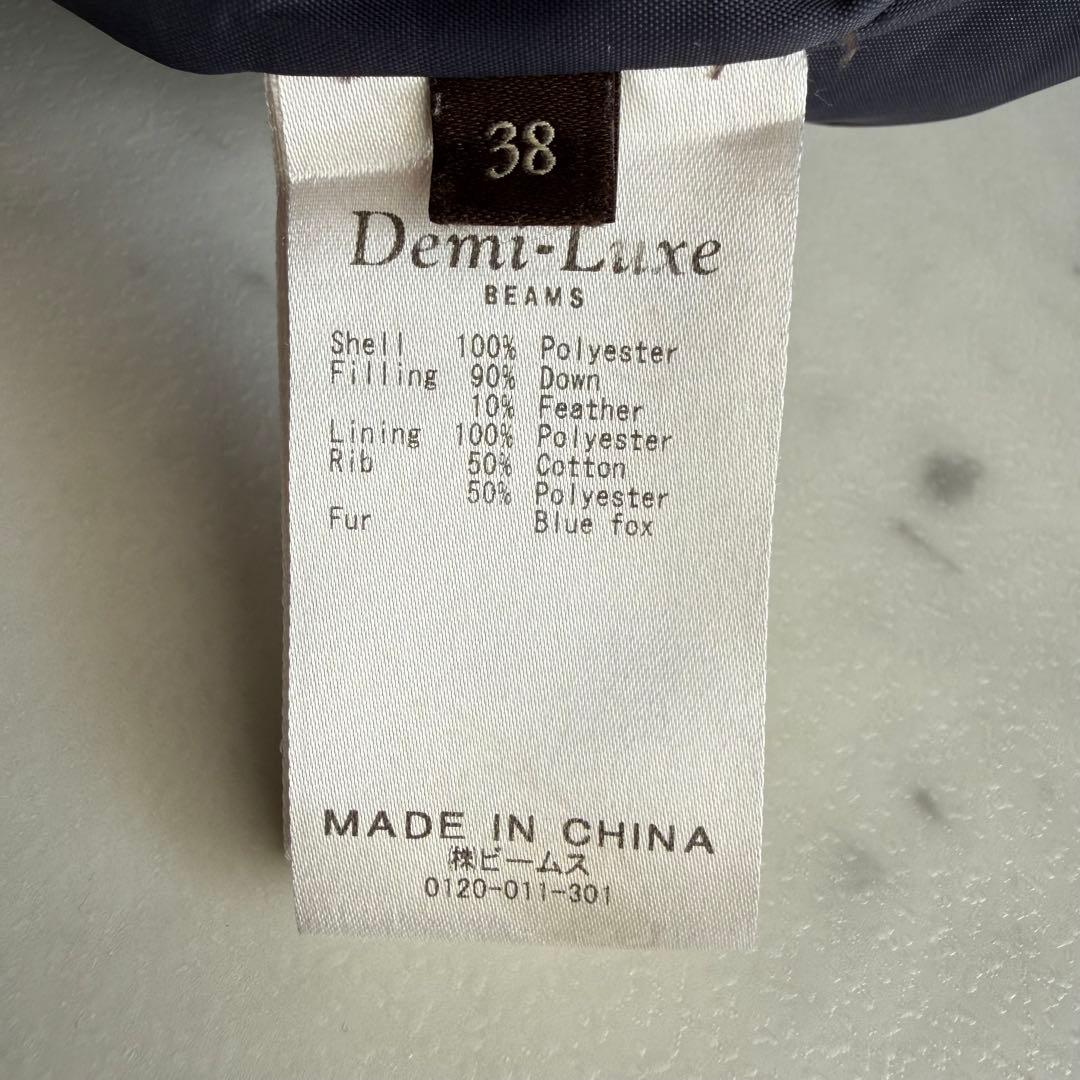 38
Demi-Luxe
BEAMS
Shell 100% Polyester
Filling 90% Down
10% Feather
Lining 100% Polyester
Rib 50% Cotton
50% Polyester
Fur Blue fox
MADE IN CHINA
㈱ビームス
0120-011-301